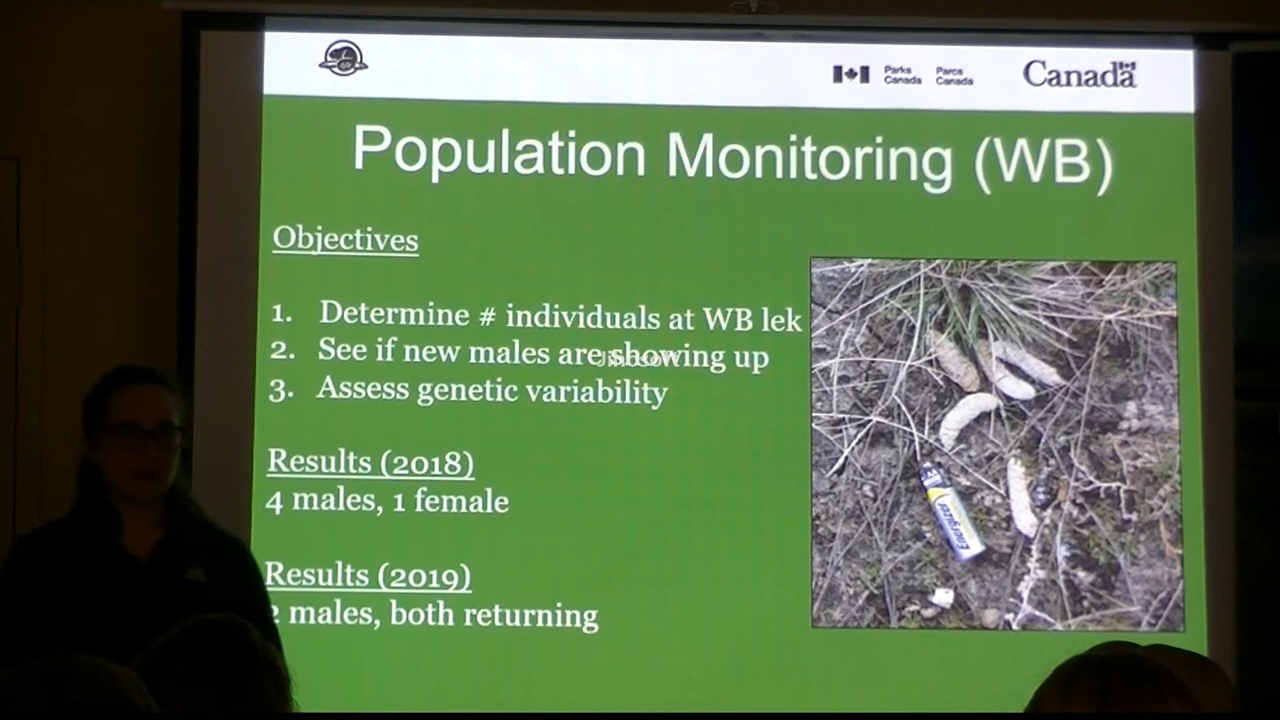 Parks Canada
Parcs Canada
Canada
Population Monitoring (WB)
Objectives
1. Determine # individuals at WB lek
2. See if new males are showing up
3. Assess genetic variability
Results (2018)
4 males, 1 female
Results (2019)
2 males, both returning
Energizer